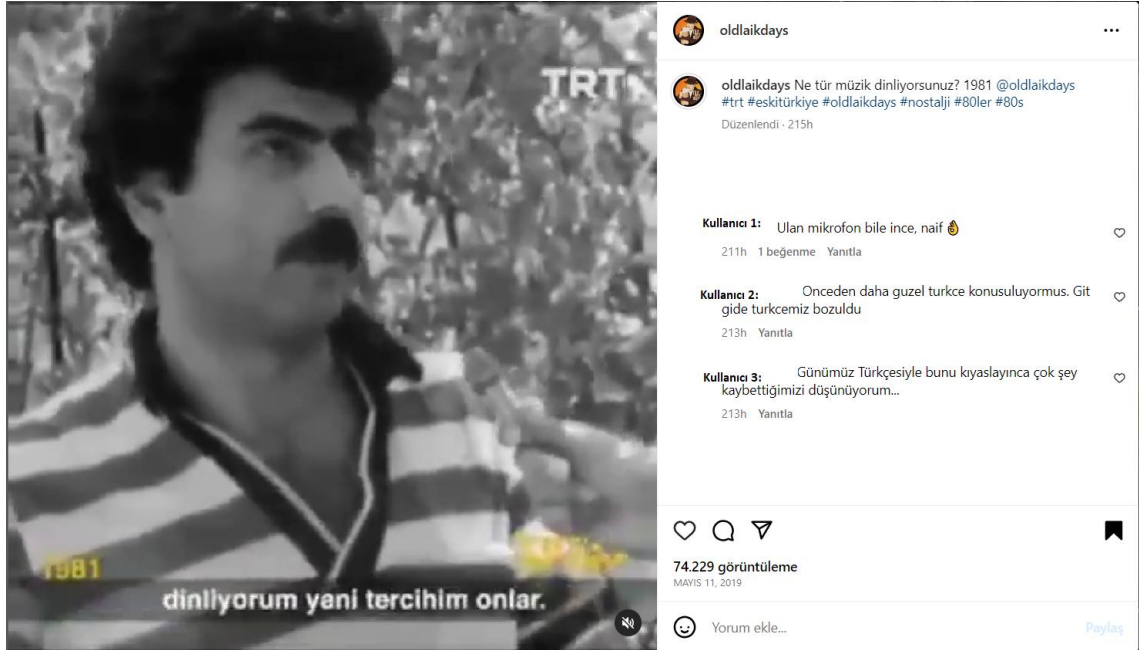 TRT
1981
dinliyorum yani tercihim onlar.
oldlaikdays
oldlaikdays Ne tür müzik dinliyorsunuz? 1981 @oldlaikdays
#trt #eskitürkiye #oldlaikdays #nostalji #80ler #80s
Düzenlendi · 215h
Kullanıcı 1: Ulan mikrofon bile ince, naif👌
211h 1 beğenme Yanıtla
Kullanıcı 2: Onceden daha guzel turkce konusuluyormus. Git
gide turkcemiz bozuldu
213h Yanıtla
Kullanıcı 3: Günümüz Türkçesiyle bunu kıyaslayınca çok şey
kaybettiğimizi düşünüyorum...
213h Yanıtla
74.229 görüntüleme
MAYIS 11, 2019
Yorum ekle...
Paylaş